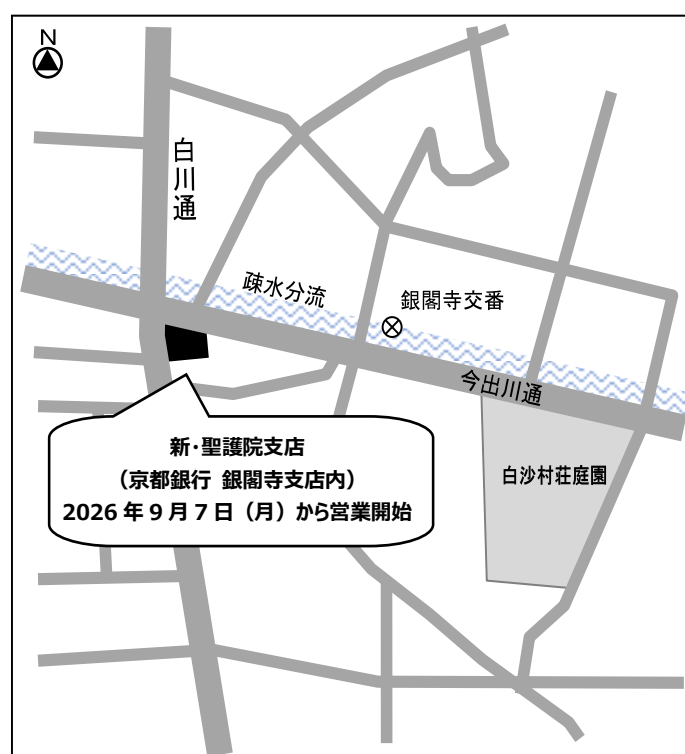 N
白川通
疎水分流
銀閣寺交番
今出川通
新・聖護院支店
（京都銀行 銀閣寺支店内）
2026年9月7日（月）から営業開始
白沙村荘庭園